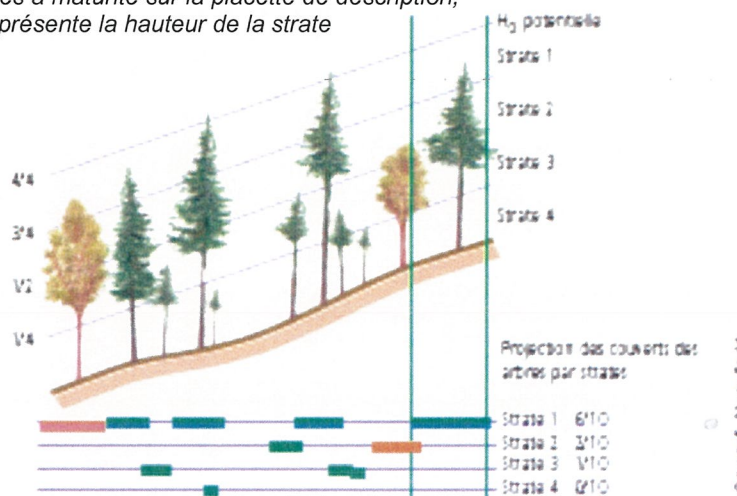 es à maturité sur la placette de description,
présente la hauteur de la strate
H0 potentielle
Strate 1
Strate 2
Strate 3
Strate 4
4/4
3/4
1/2
1/4
Projection des couverts des
arbres par strates
Strate 1 6/10
Strate 2 3/10
Strate 3 1/10
Strate 4 0/10